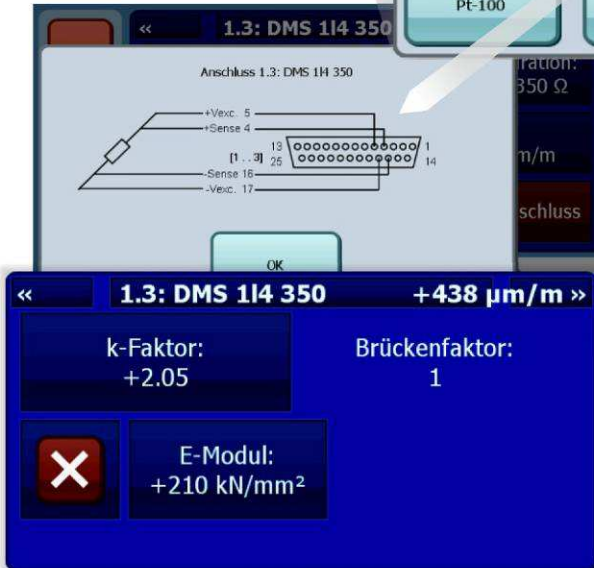 Pt-100
« 1.3: DMS 1l4 350
ration:
350 Ω
Anschluss 1.3: DMS 1l4 350
+Vexc. 5
+Sense 4
13 1
[1 . . 3] 25 14
-Sense 16
-Vexc. 17
m/m
schluss
OK
« 1.3: DMS 1l4 350 +438 µm/m »
k-Faktor: Brückenfaktor:
+2.05 1
E-Modul:
+210 kN/mm²